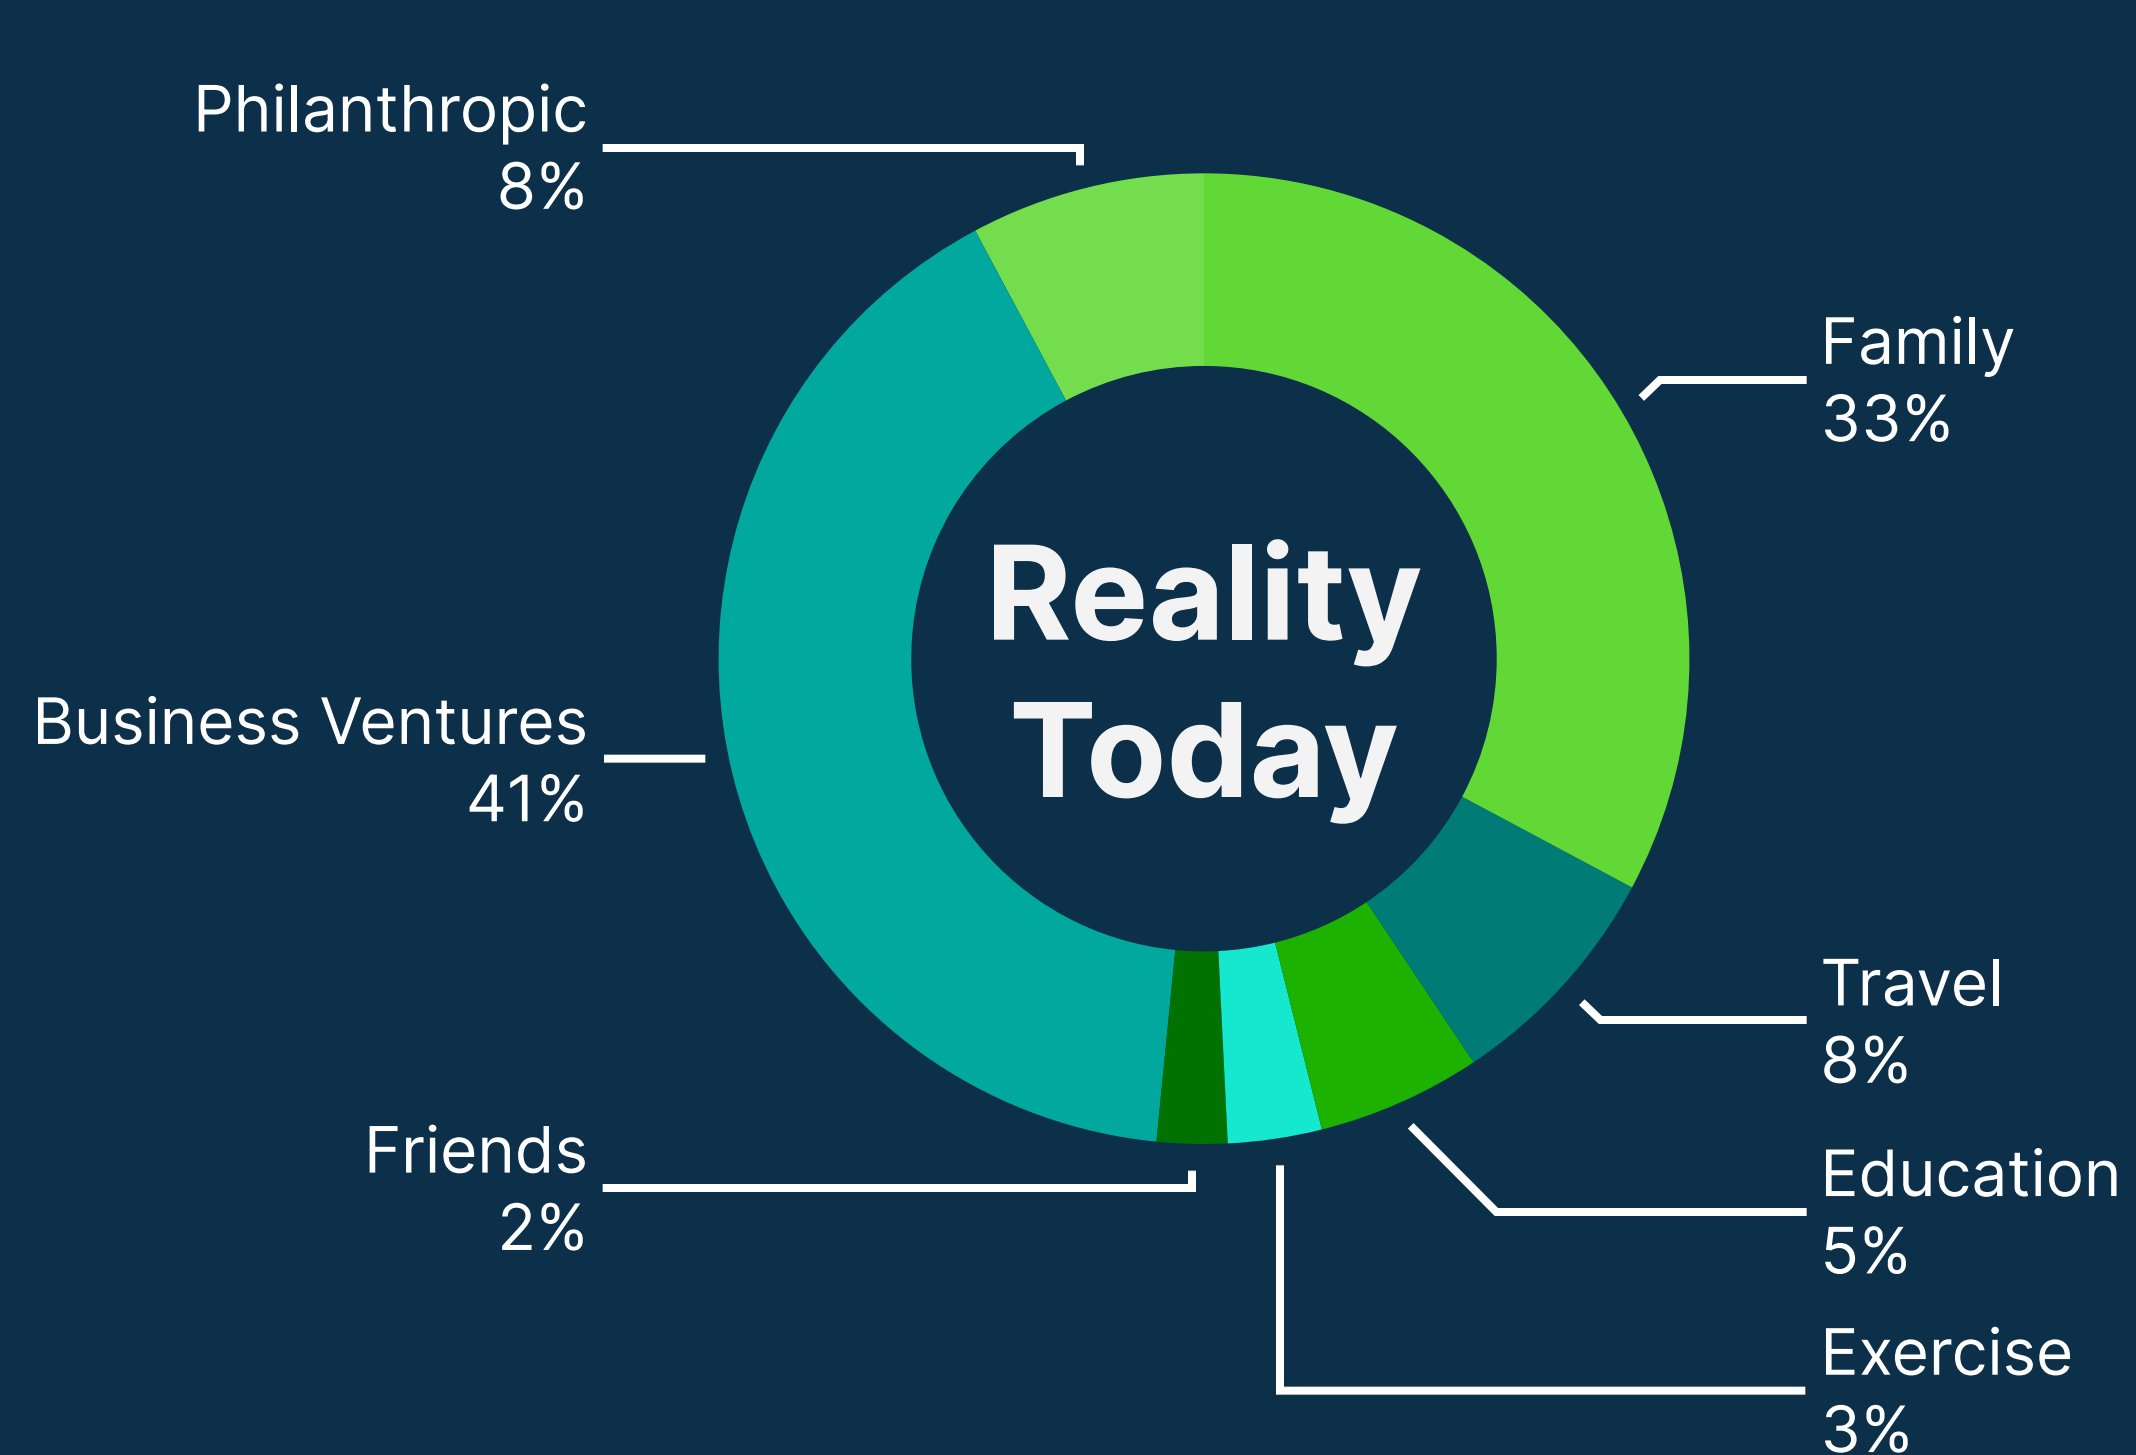 Philanthropic
8%
Family
33%
Reality
Today
Business Ventures
41%
Travel
8%
Friends
2%
Education
5%
Exercise
3%